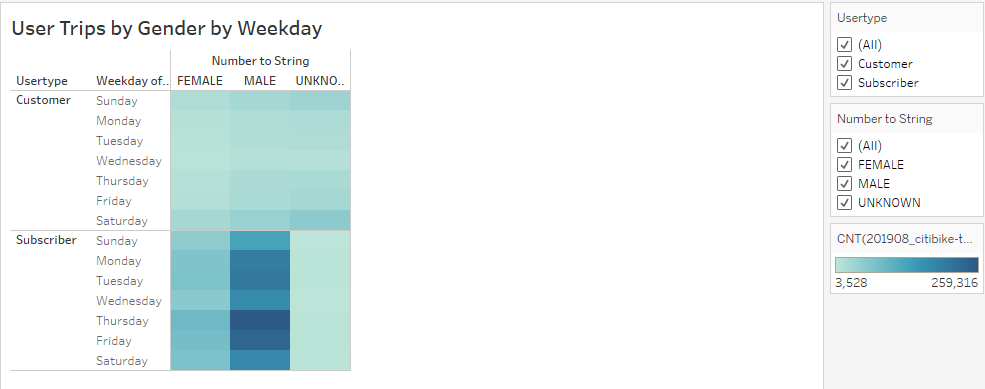 User Trips by Gender by Weekday
Number to String
Usertype Weekday of.. FEMALE MALE UNKNO..
Customer Sunday
Monday
Tuesday
Wednesday
Thursday
Friday
Saturday
Subscriber Sunday
Monday
Tuesday
Wednesday
Thursday
Friday
Saturday
Usertype
(All)
Customer
Subscriber
Number to String
(All)
FEMALE
MALE
UNKNOWN
CNT(201908_citibike-t...
3,528 259,316